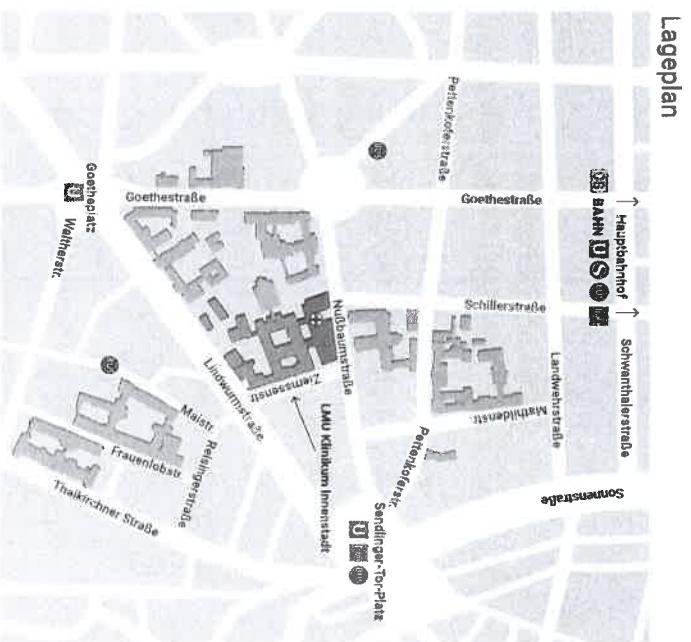 Lageplan
Hauptbahnhof
DB BAHN U S
Schwanthalerstraße
Landwehrstraße
Sonnenstraße
Goethestraße
Schillerstraße
Mathildenstr.
Pettenkoferstraße
Pettenkoferstr.
Sendlinger-Tor-Platz
U
Nußbaumstraße
Ziemssenstr.
LMU Klinikum Innenstadt
Goethestraße
Lindwurmstraße
Goetheplatz
U
Waltherstr.
Maistr.
Reisingerstraße
Frauenlobstr.
Thalkirchner Straße